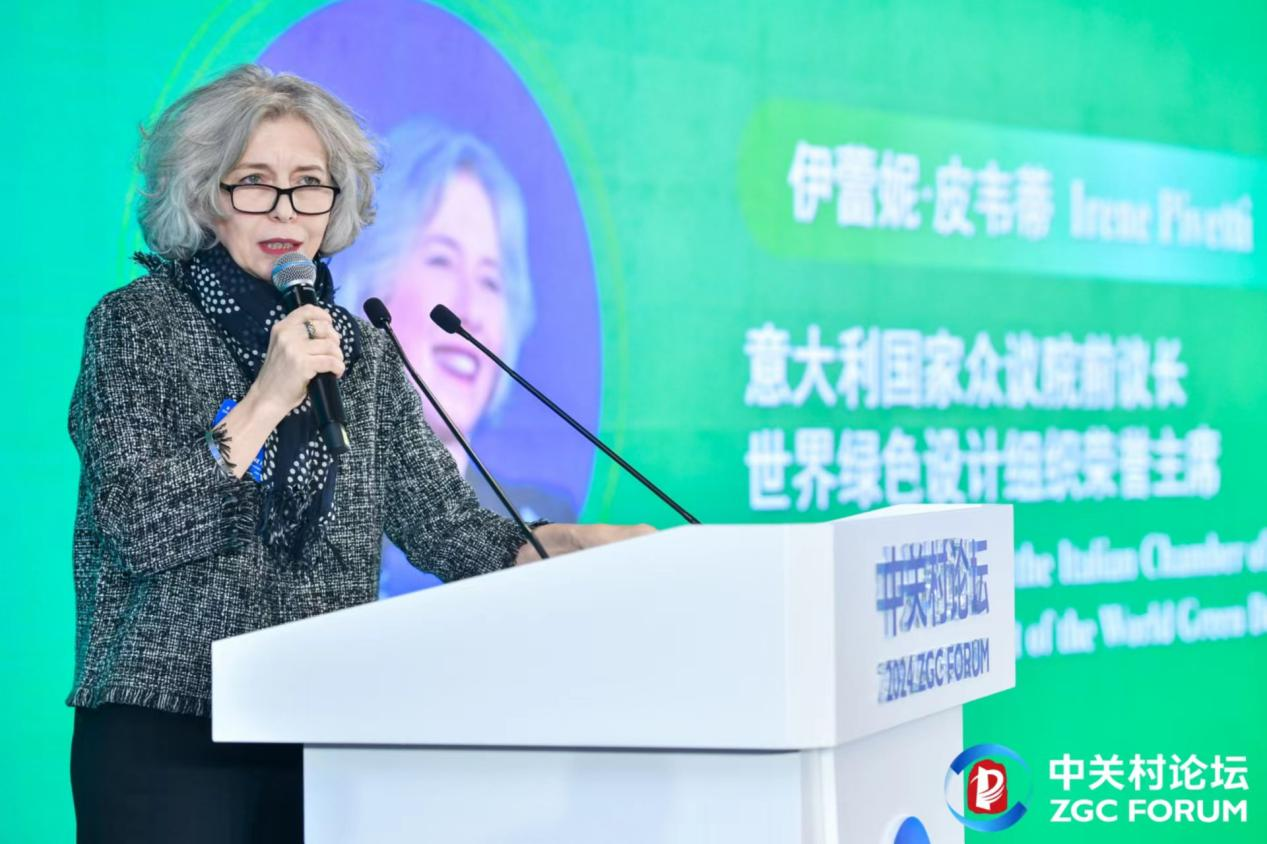 伊蕾妮·皮韦蒂 Irene Pivetti
意大利国家众议院前议长
世界绿色设计组织荣誉主席
the Italian Chamber of
of the World Green
中关村论坛
2024 ZGC FORUM
中关村论坛
ZGC FORUM